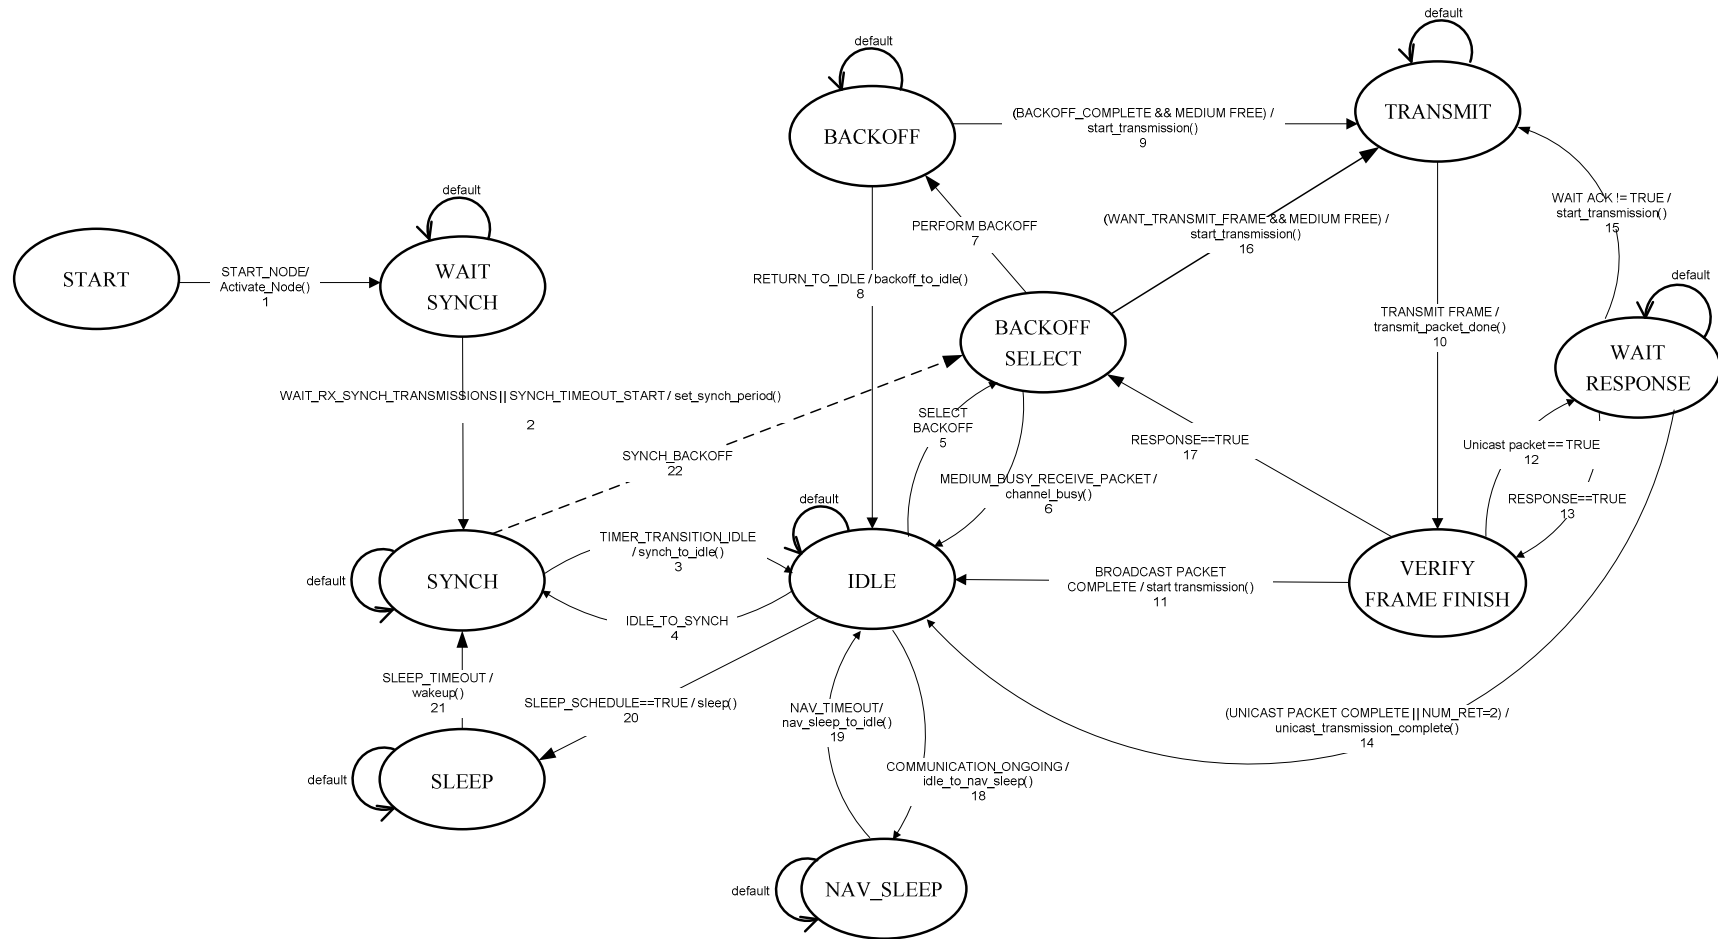 default
default
TRANSMIT
BACKOFF
(BACKOFF_COMPLETE && MEDIUM FREE) /
start_transmission()
9
default
WAIT ACK != TRUE /
start_transmission()
15
(WANT_TRANSMIT_FRAME && MEDIUM FREE) /
start_transmission()
16
PERFORM BACKOFF
7
START
START_NODE/
Activate_Node()
1
WAIT
SYNCH
RETURN_TO_IDLE / backoff_to_idle()
8
default
TRANSMIT FRAME /
transmit_packet_done()
10
BACKOFF
SELECT
WAIT
RESPONSE
WAIT_RX_SYNCH_TRANSMISSIONS || SYNCH_TIMEOUT_START / set_synch_period()
2
SELECT
BACKOFF
5
RESPONSE==TRUE
17
Unicast packet == TRUE
12
SYNCH_BACKOFF
22
MEDIUM_BUSY_RECEIVE_PACKET /
channel_busy()
6
RESPONSE==TRUE
13
default
TIMER_TRANSITION_IDLE
/ synch_to_idle()
3
default
SYNCH
IDLE
BROADCAST PACKET
COMPLETE / start transmission()
11
VERIFY
FRAME FINISH
IDLE_TO_SYNCH
4
SLEEP_TIMEOUT /
wakeup()
21
SLEEP_SCHEDULE==TRUE / sleep()
20
NAV_TIMEOUT/
nav_sleep_to_idle()
19
(UNICAST PACKET COMPLETE || NUM_RET=2) /
unicast_transmission_complete()
14
default
SLEEP
COMMUNICATION_ONGOING /
idle_to_nav_sleep()
18
default
NAV_SLEEP